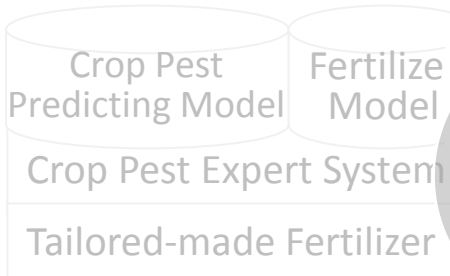 Crop Pest
Predicting Model
Fertilize
Model
Crop Pest Expert System
Tailored-made Fertilizer